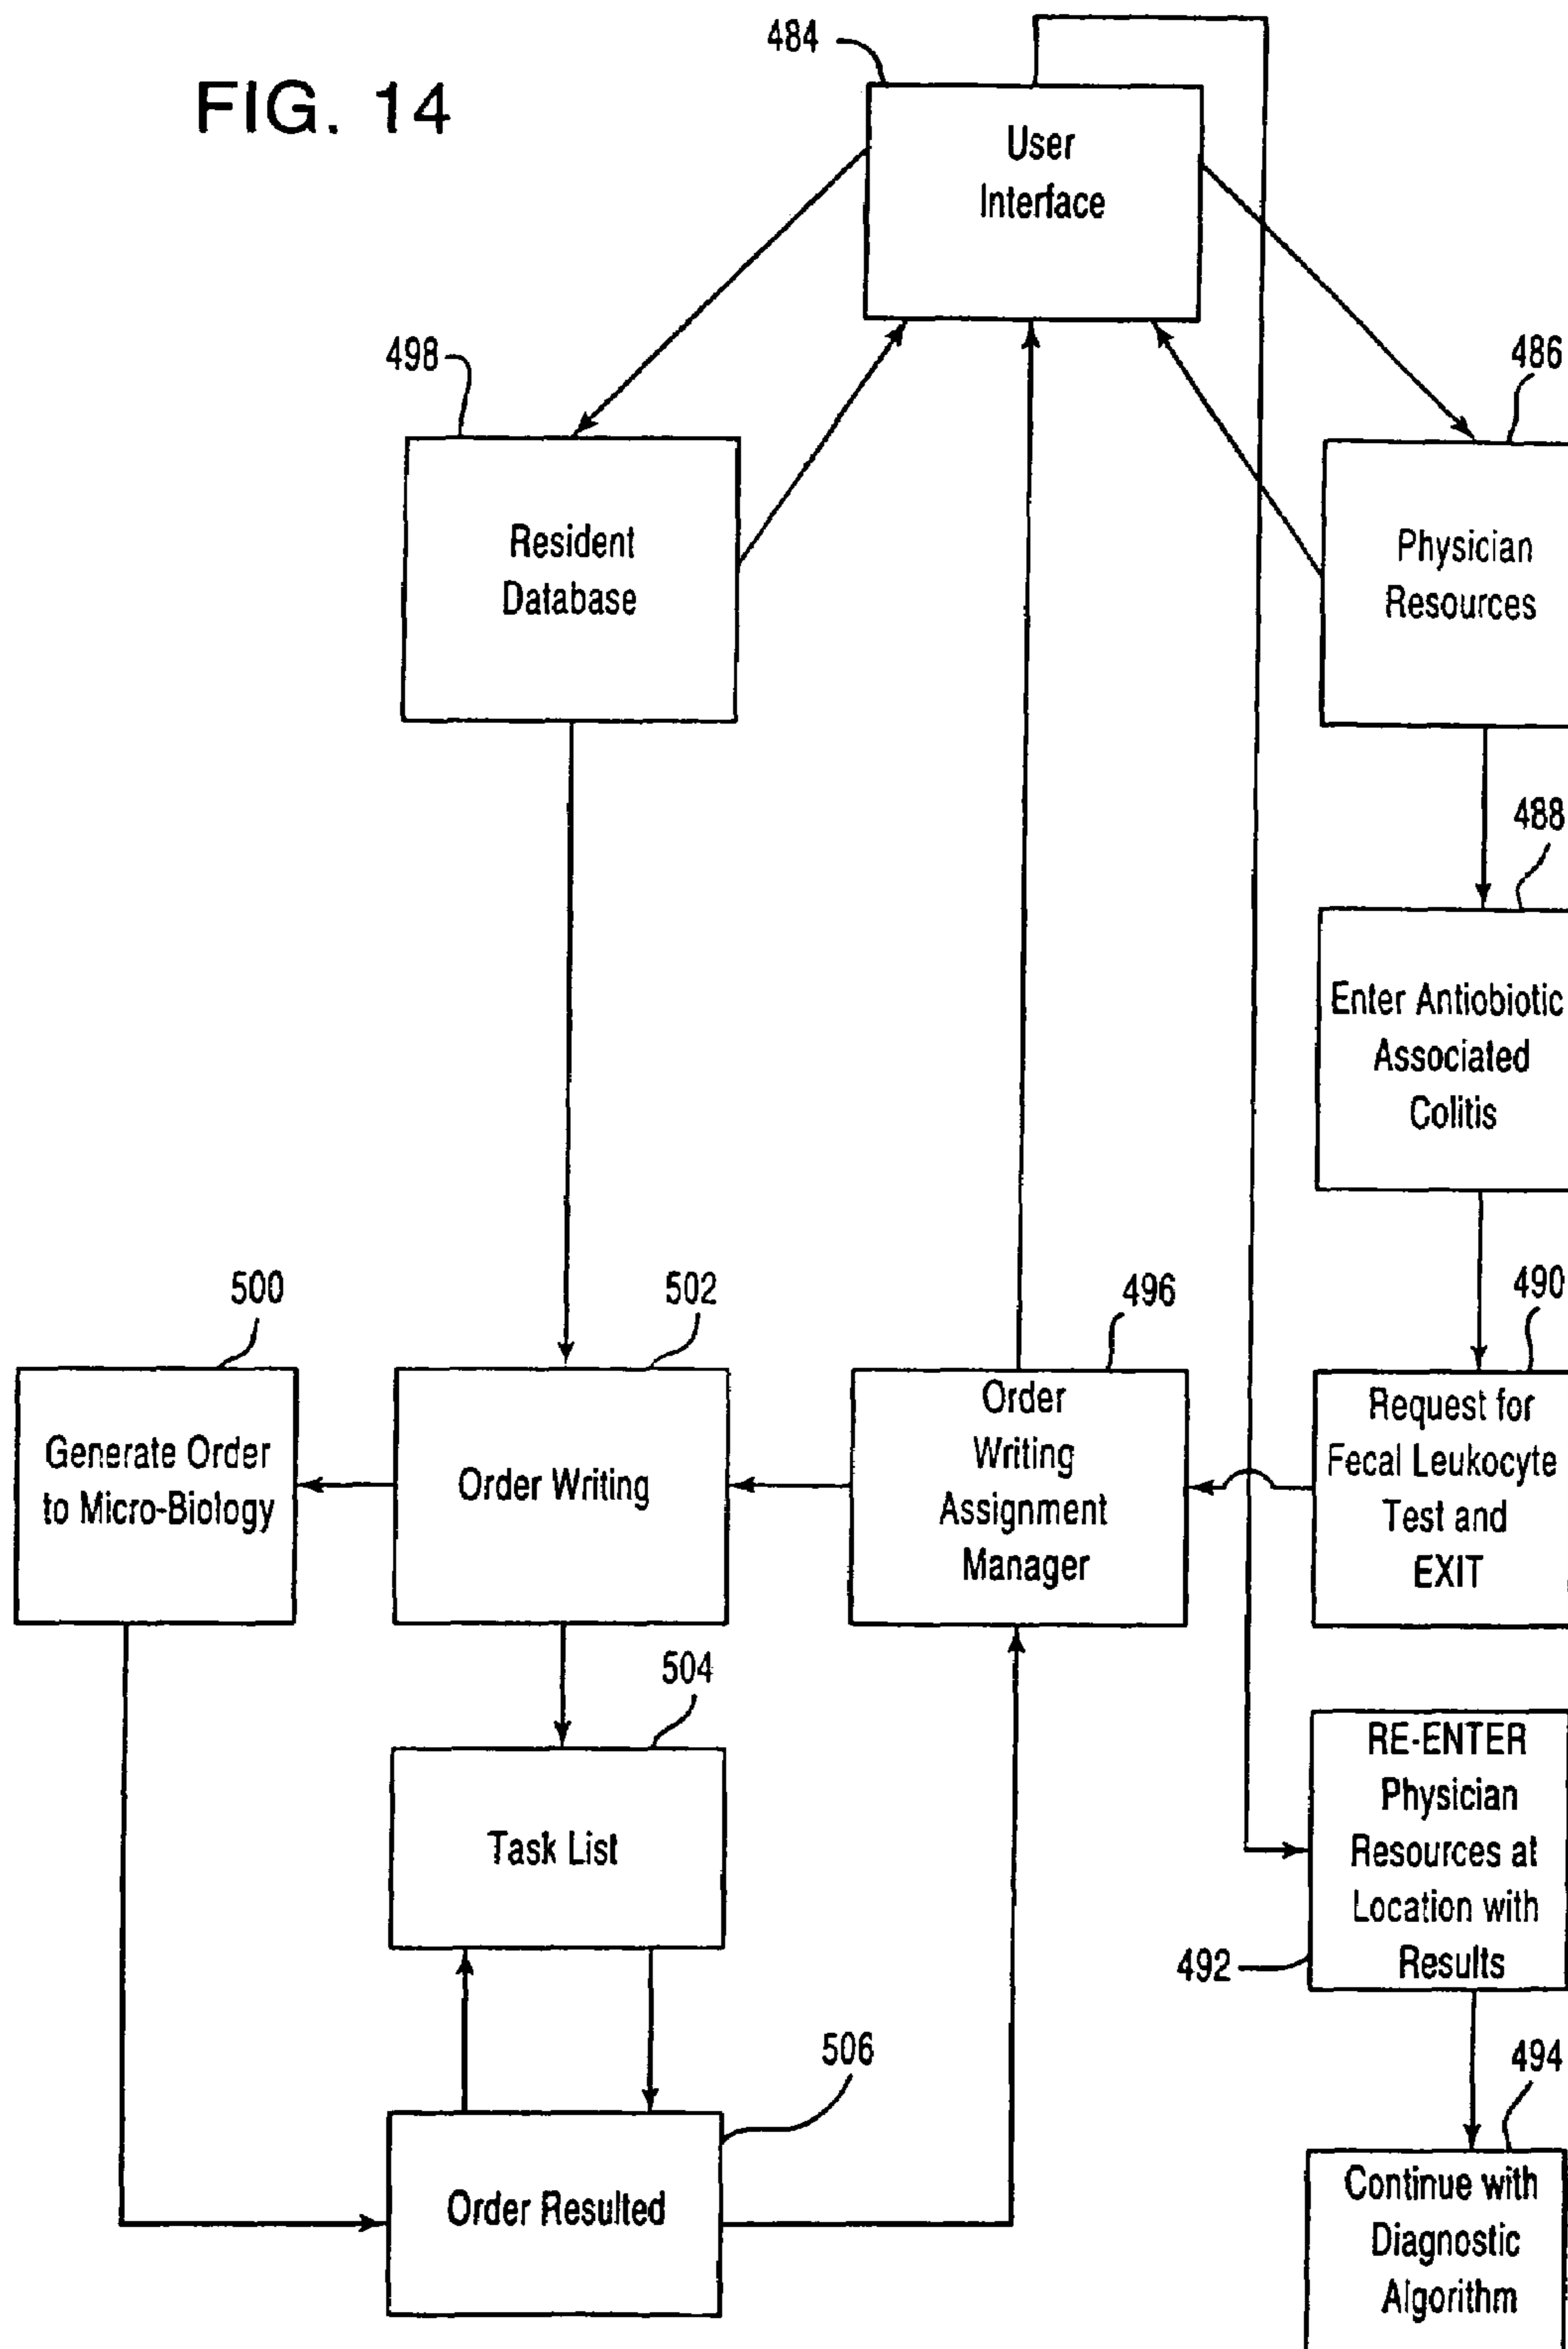 FIG. 14
484
User
Interface
498
Resident
Database
486
Physician
Resources
488
Enter Antiobiotic
Associated
Colitis
500
Generate Order
to Micro-Biology
502
Order Writing
496
Order
Writing
Assignment
Manager
490
Request for
Fecal Leukocyte
Test and
EXIT
504
Task List
RE-ENTER
Physician
Resources at
Location with
Results
492
506
Order Resulted
494
Continue with
Diagnostic
Algorithm